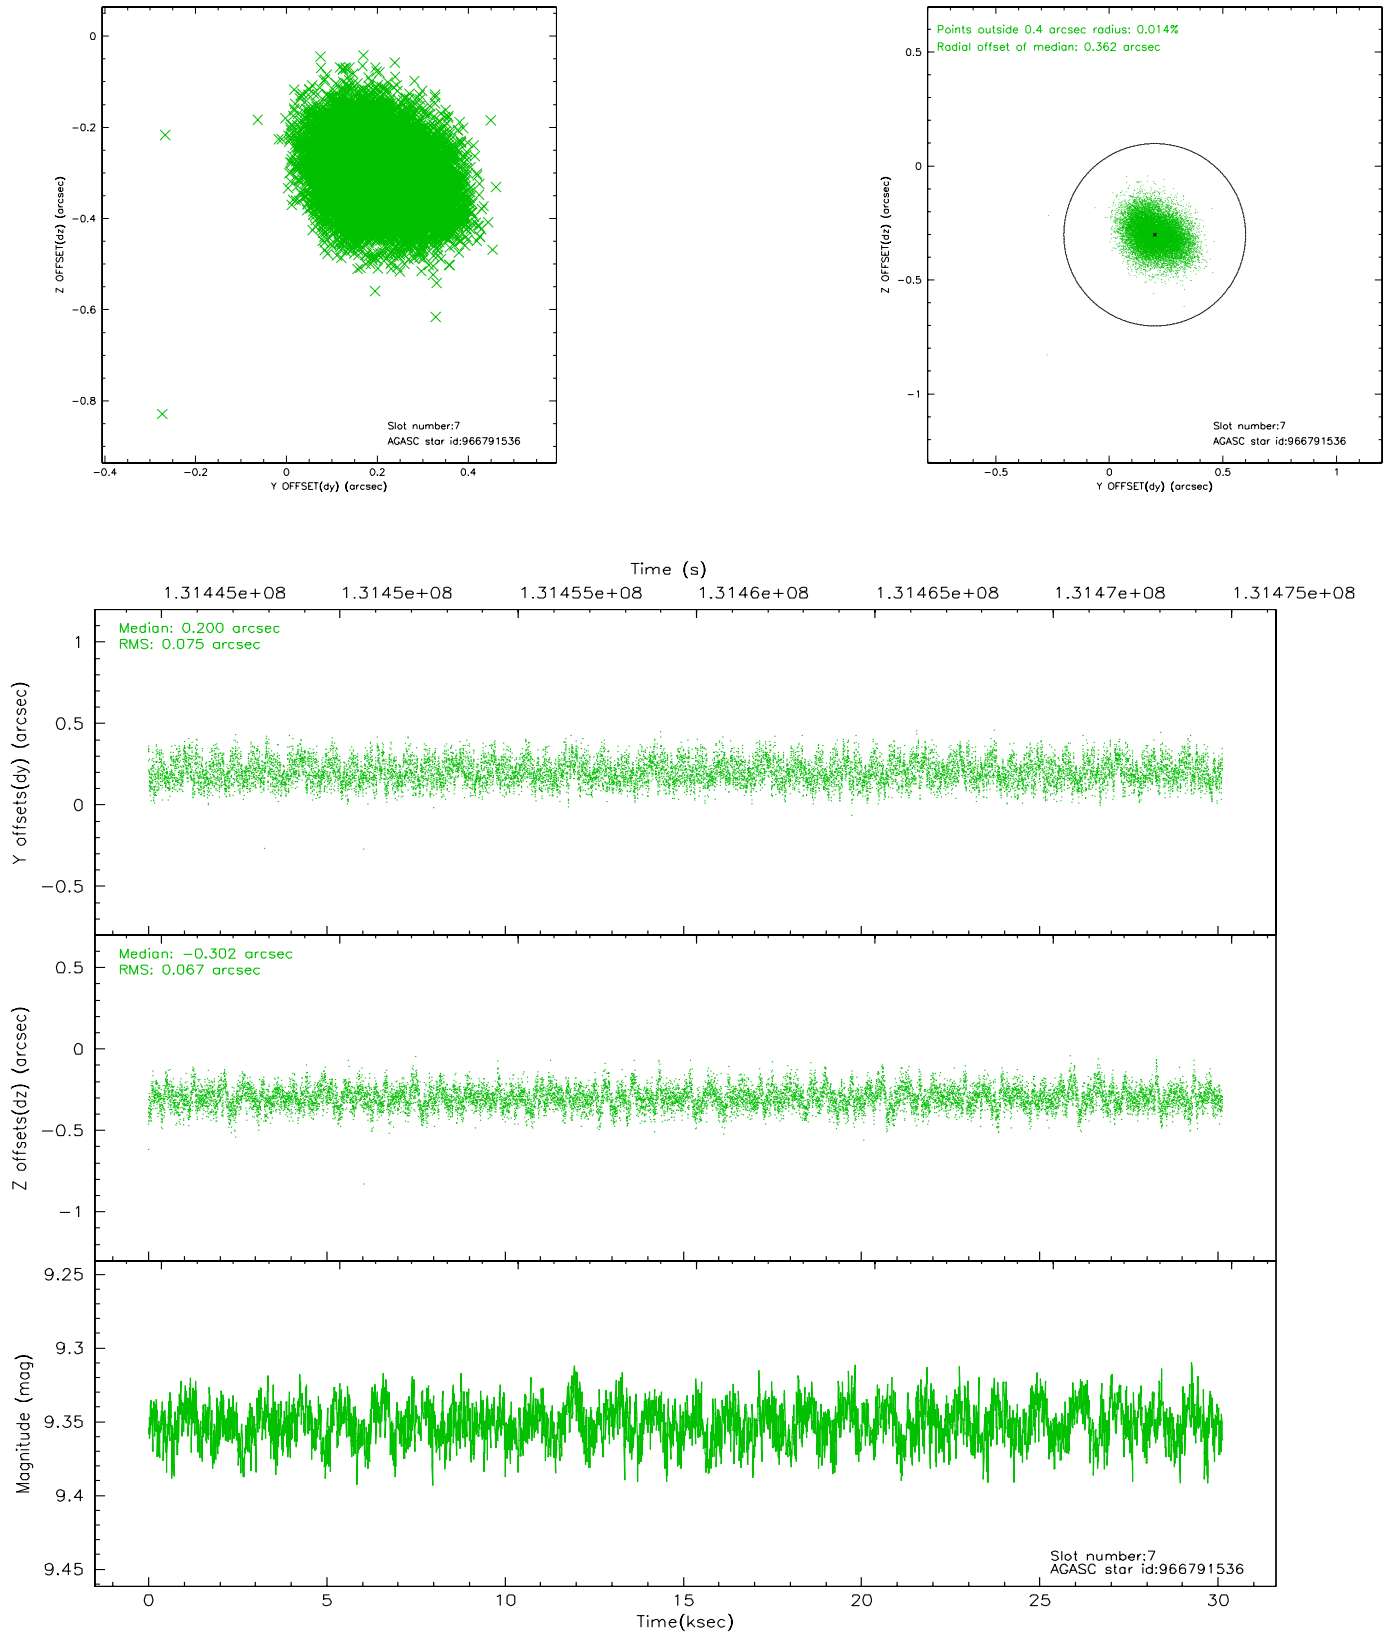 0
−0.2
−0.4
−0.6
−0.8
Z OFFSET(dz) (arcsec)
Slot number:7
AGASC star id:966791536
−0.4 −0.2 0 0.2 0.4
Y OFFSET(dy) (arcsec)
Points outside 0.4 arcsec radius: 0.014%
Radial offset of median: 0.362 arcsec
0.5
0
−0.5
−1
Z OFFSET(dz) (arcsec)
Slot number:7
AGASC star id:966791536
−0.5 0 0.5 1
Y OFFSET(dy) (arcsec)
Time (s)
1.31445e+08 1.3145e+08 1.31455e+08 1.3146e+08 1.31465e+08 1.3147e+08 1.31475e+08
Median: 0.200 arcsec
RMS: 0.075 arcsec
1
0.5
0
−0.5
Y offsets(dy) (arcsec)
Median: −0.302 arcsec
RMS: 0.067 arcsec
0.5
0
−0.5
−1
Z offsets(dz) (arcsec)
9.25
9.3
9.35
9.4
9.45
Magnitude (mag)
Slot number:7
AGASC star id:966791536
0 5 10 15 20 25 30
Time(ksec)